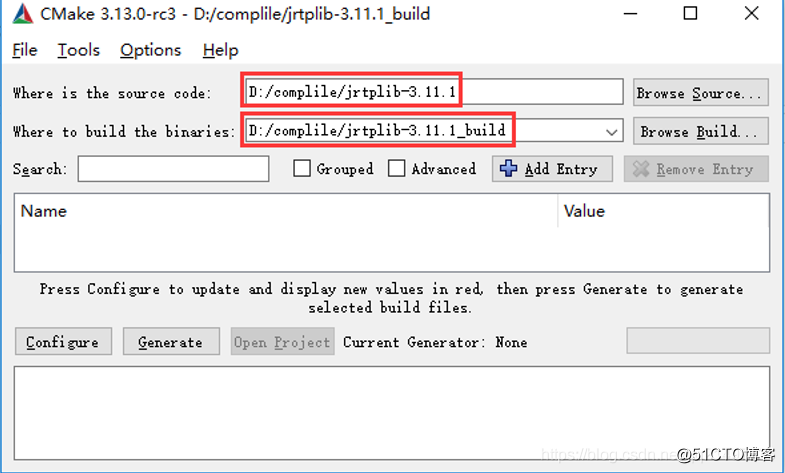 CMake 3.13.0-rc3 - D:/complile/jrtplib-3.11.1_build
File Tools Options Help
Where is the source code: D:/complile/jrtplib-3.11.1 Browse Source...
Where to build the binaries: D:/complile/jrtplib-3.11.1_build Browse Build...
Search: Grouped Advanced Add Entry Remove Entry
Name Value
Press Configure to update and display new values in red, then press Generate to generate
selected build files.
Configure Generate Open Project Current Generator: None
https://blog.csdn.ne @51CTO博客